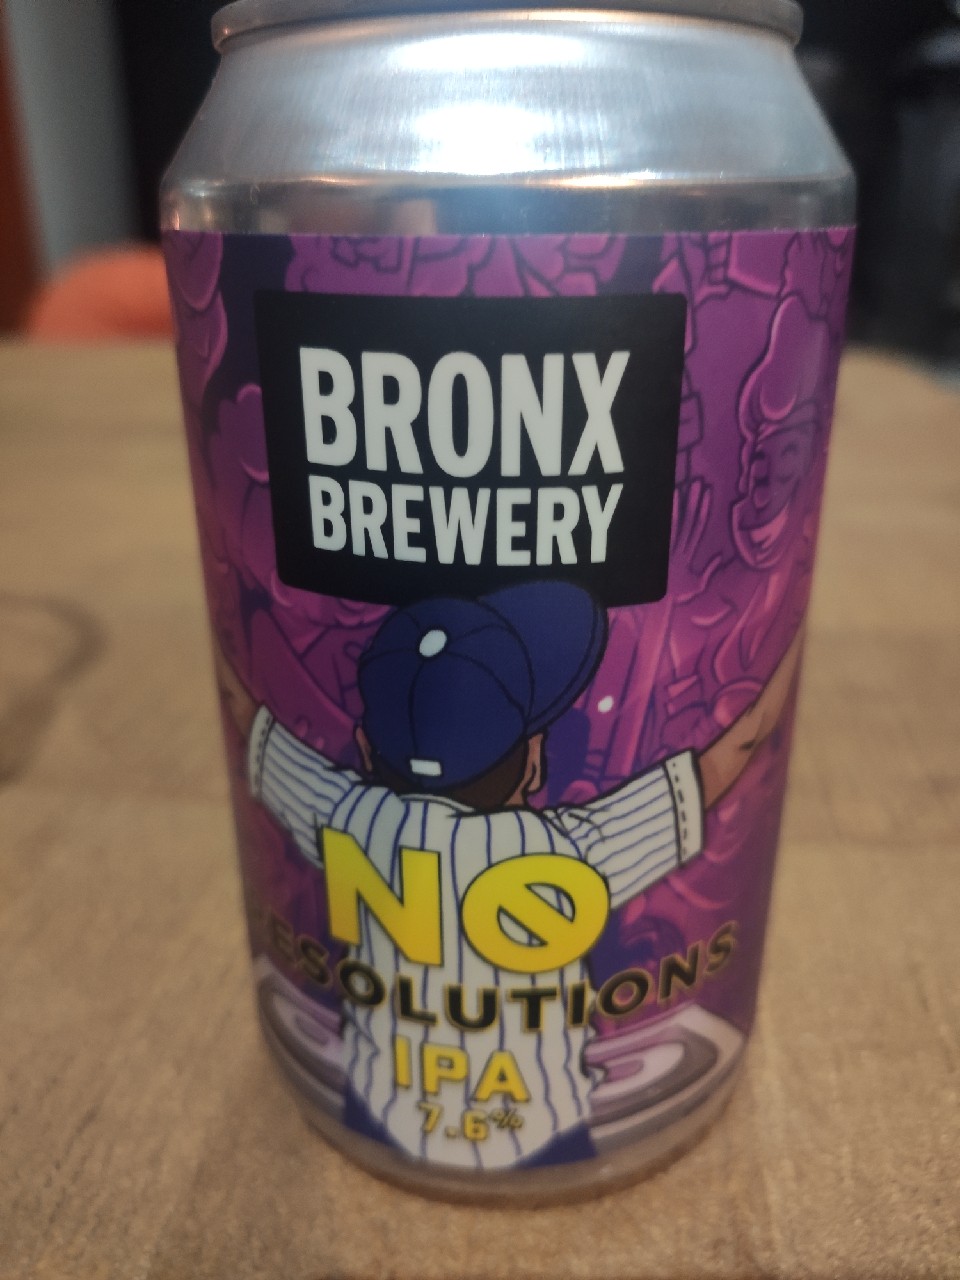 BRONX
BREWERY
NO
RESOLUTIONS
IPA
7.6%